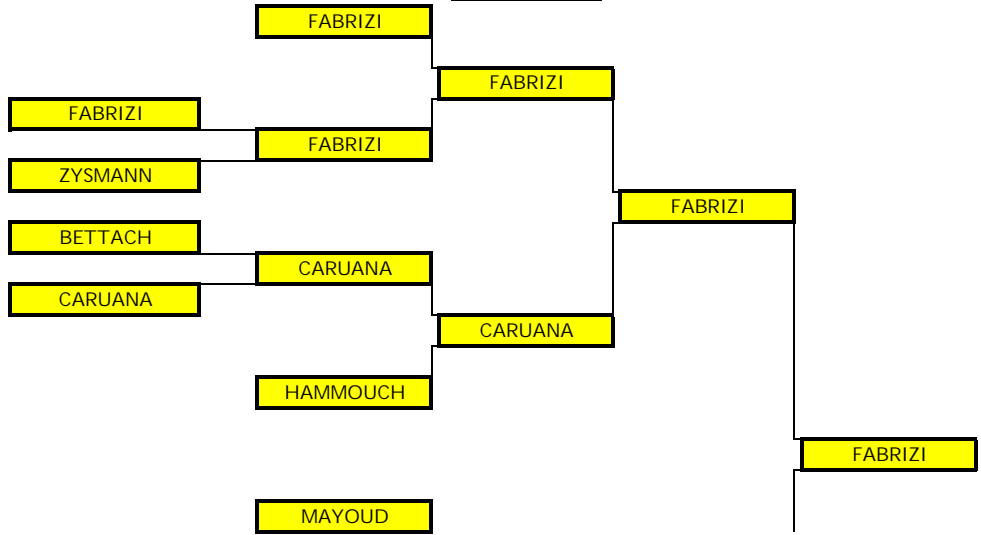 FABRIZI
FABRIZI
FABRIZI
FABRIZI
ZYSMANN
FABRIZI
BETTACH
CARUANA
CARUANA
CARUANA
HAMMOUCH
FABRIZI
MAYOUD